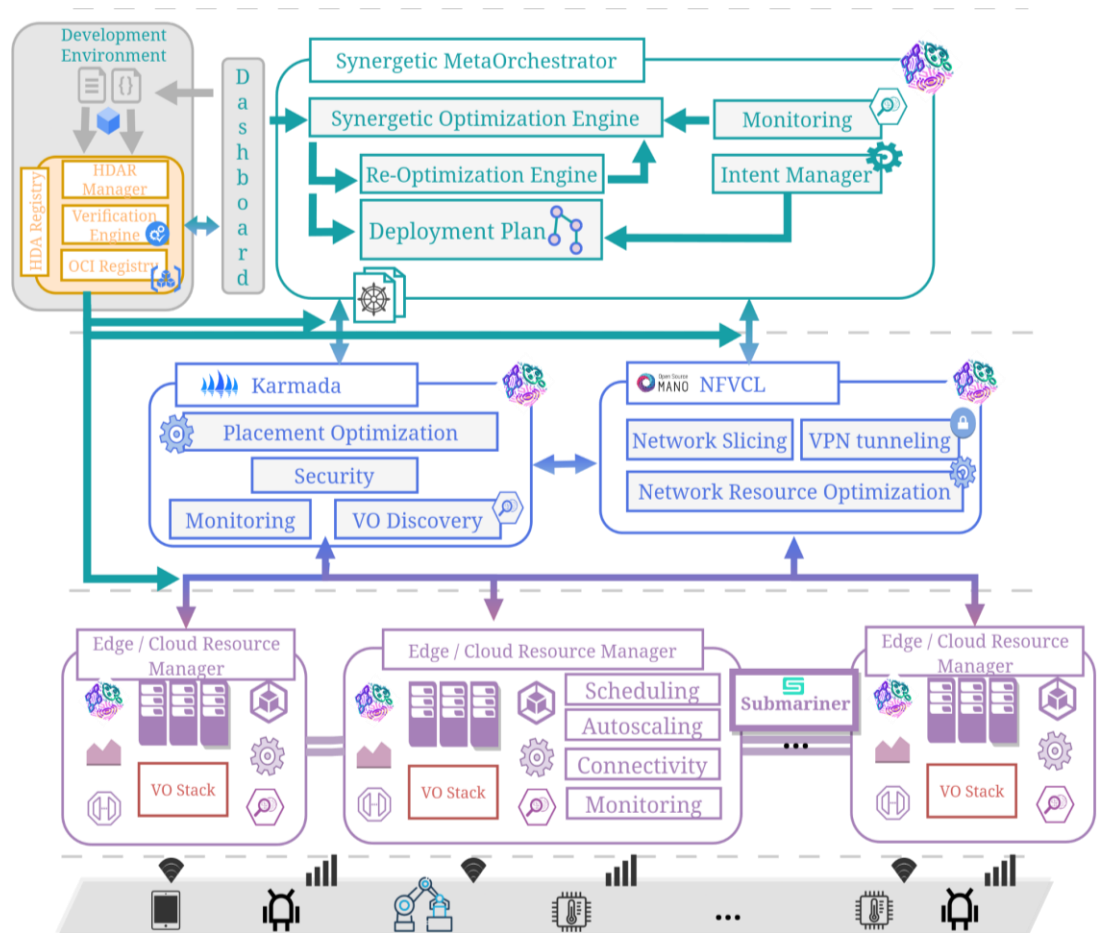 Development
Environment
HDA Registry
HDAR
Manager
Verification
Engine
OCI Registry
Dashboard
Synergetic MetaOrchestrator
Synergetic Optimization Engine
Monitoring
Re-Optimization Engine
Intent Manager
Deployment Plan
Karmada
Placement Optimization
Security
Monitoring
VO Discovery
Open Source
MANO
NFVCL
Network Slicing
VPN tunneling
Network Resource Optimization
Edge / Cloud Resource
Manager
VO Stack
Edge / Cloud Resource Manager
VO Stack
Scheduling
Autoscaling
Connectivity
Monitoring
Submariner
...
Edge / Cloud Resource
Manager
VO Stack
...